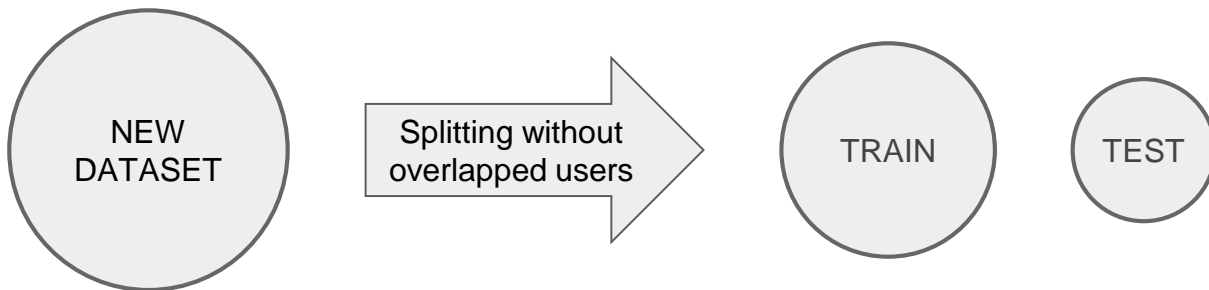 NEW
DATASET
Splitting without
overlapped users
TRAIN
TEST